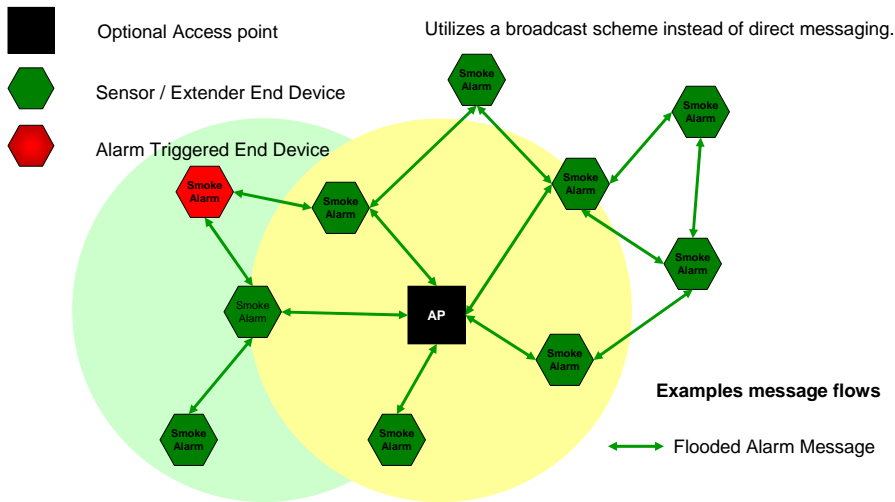 Optional Access point
Utilizes a broadcast scheme instead of direct messaging.
Sensor / Extender End Device
Alarm Triggered End Device
Smoke
Alarm
Smoke
Alarm
Smoke
Alarm
Smoke
Alarm
Smoke
Alarm
Smoke
Alarm
Smoke
Alarm
AP
Smoke
Alarm
Smoke
Alarm
Smoke
Alarm
Examples message flows
Flooded Alarm Message